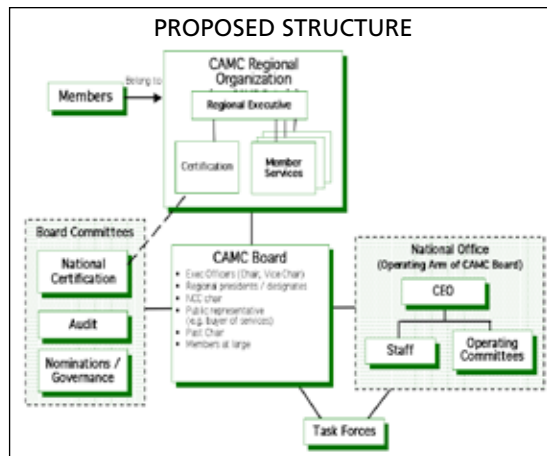 PROPOSED STRUCTURE
CAMC Regional
Organization
Belong to
Members
Regional Executive
Certification
Member
Services
Board Committees
National
Certification
Audit
Nominations /
Governance
CAMC Board
• Exec Officers (Chair, Vice Chair)
• Regional presidents / designates
• NCC chair
• Public representative
(e.g. buyer of services)
• Past Chair
• Members at large
National Office
(Operating Arm of CAMC Board)
CEO
Staff
Operating
Committees
Task Forces